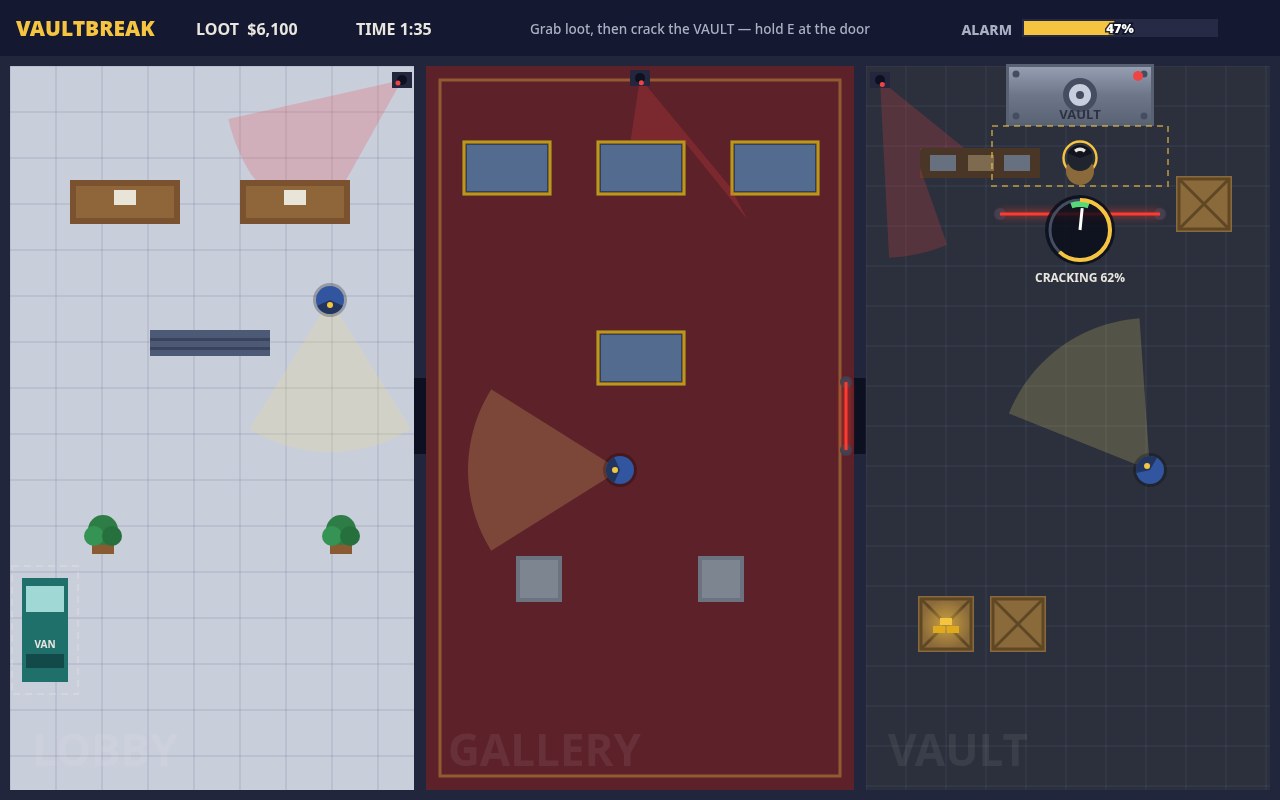 VAULTBREAK
LOOT $6,100
TIME 1:35
Grab loot, then crack the VAULT — hold E at the door
ALARM
47%
VAULT
CRACKING 62%
VAN
LOBBY
GALLERY
VAULT